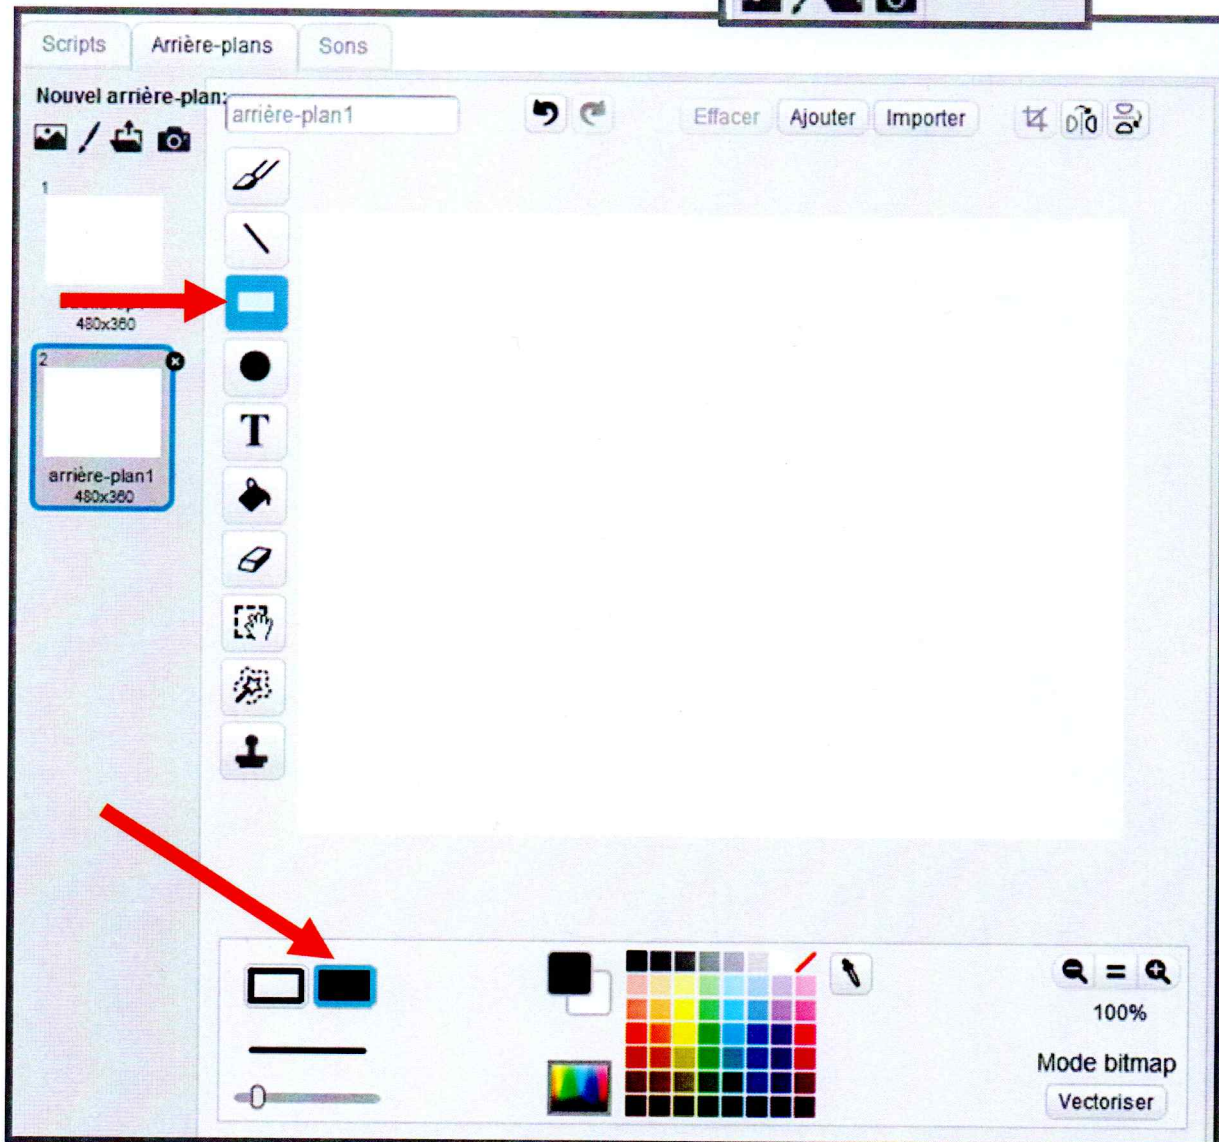 Scripts Arrière-plans Sons
Nouvel arrière-plan:
arrière-plan1 Effacer Ajouter Importer
1
480x360
2
arrière-plan1
480x360
T
100%
Mode bitmap
Vectoriser